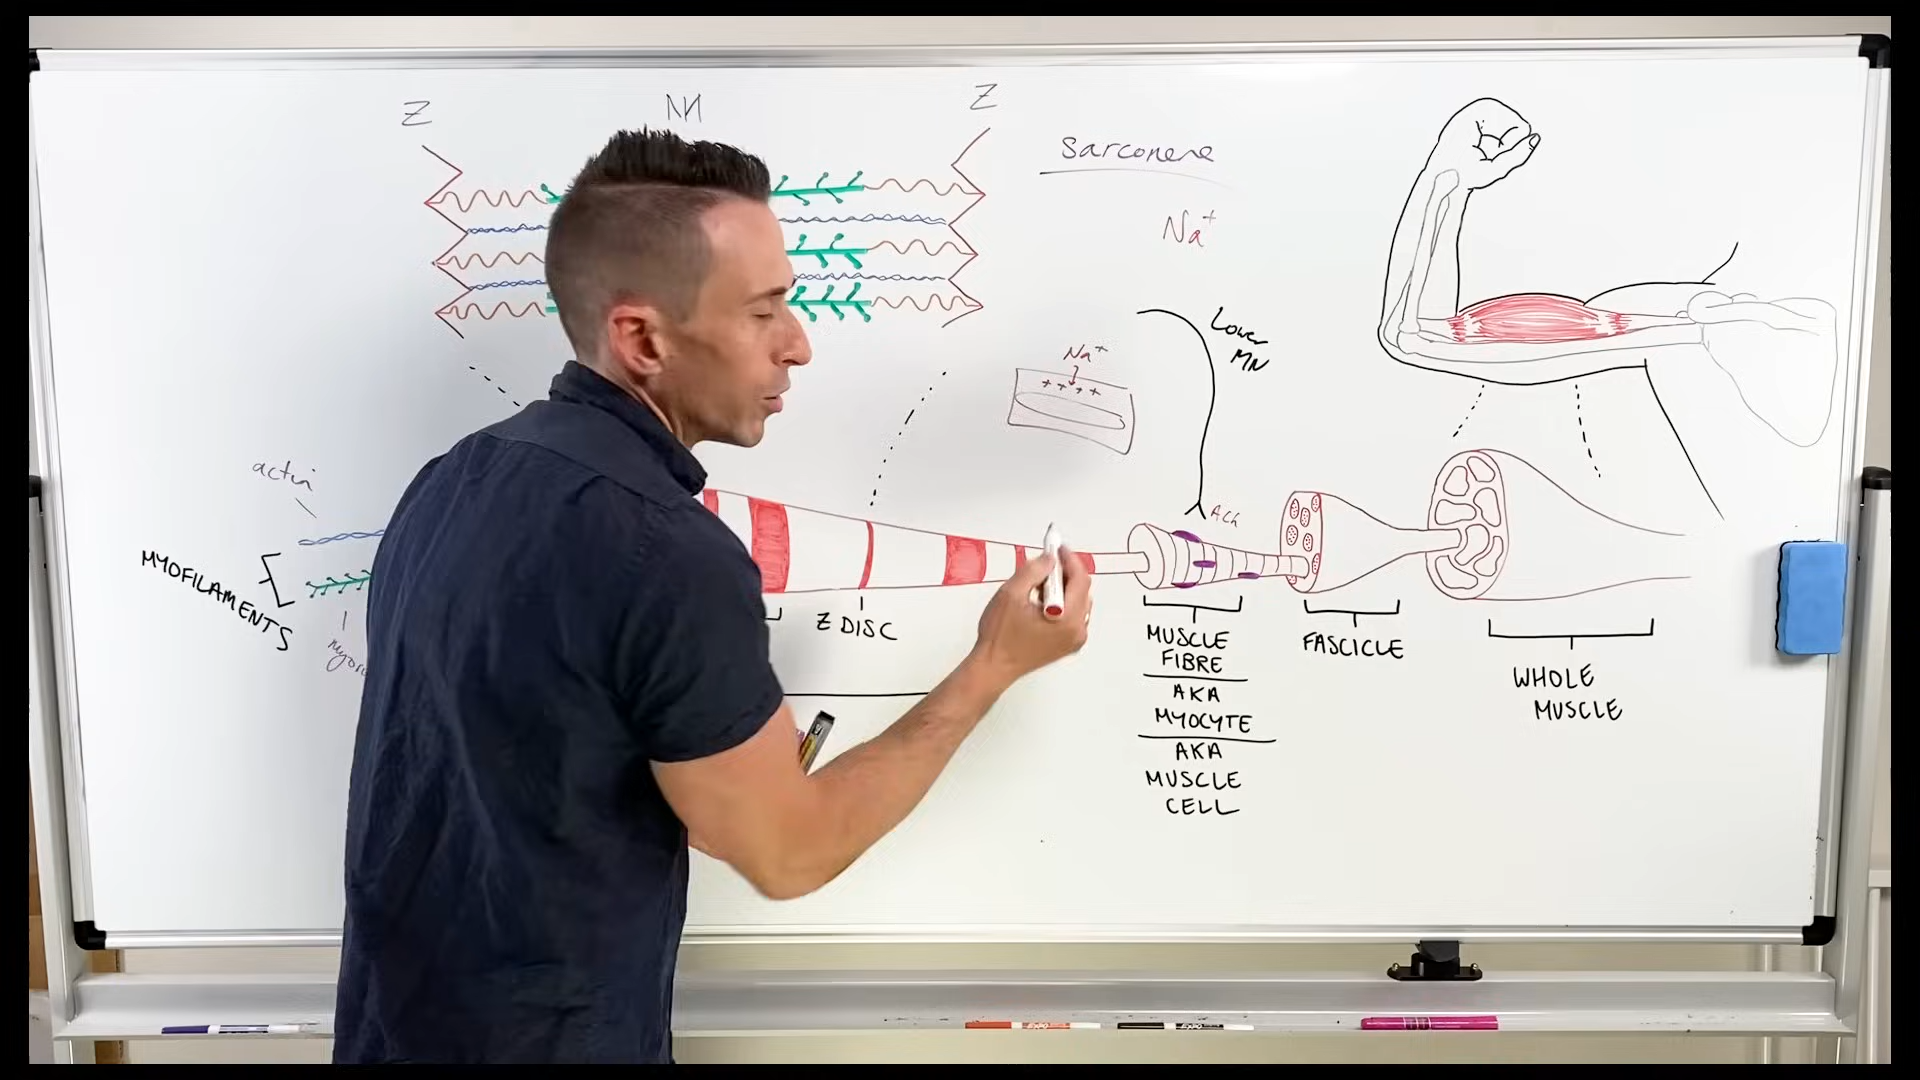 Z
M
Z
sarcomere
Na⁺
Lower
MN
Na⁺
++++
actin
ACh
MYOFILAMENTS
Z DISC
MUSCLE
FIBRE
AKA
MYOCYTE
AKA
MUSCLE
CELL
FASCICLE
WHOLE
MUSCLE